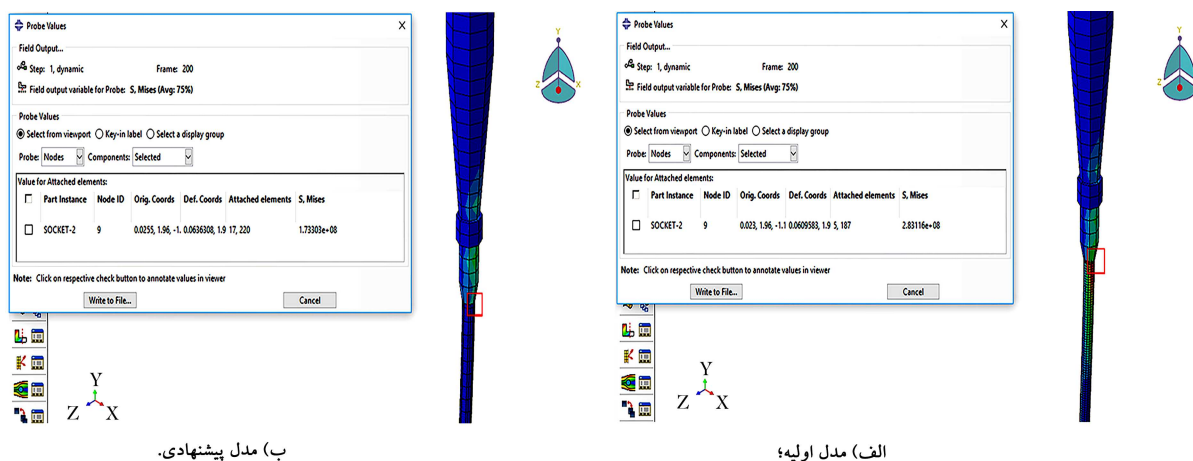 Probe Values X
Field Output...
Step: 1, dynamic Frame: 200
Field output variable for Probe: S, Mises (Avg: 75%)
Probe Values
Select from viewport Key-in label Select a display group
Probe: Nodes Components: Selected
Value for Attached elements:
Part Instance Node ID Orig. Coords Def. Coords Attached elements S, Mises
SOCKET-2 9 0.0255, 1.96, -1. 0.0636308, 1.9 17, 220 1.73303e+08
Note: Click on respective check button to annotate values in viewer
Write to File... Cancel
Y
Z X
Y
Z X
ب) مدل پیشنهادی.
Probe Values X
Field Output...
Step: 1, dynamic Frame: 200
Field output variable for Probe: S, Mises (Avg: 75%)
Probe Values
Select from viewport Key-in label Select a display group
Probe: Nodes Components: Selected
Value for Attached elements:
Part Instance Node ID Orig. Coords Def. Coords Attached elements S, Mises
SOCKET-2 9 0.023, 1.96, -1.1 0.0609583, 1.9 5, 187 2.83116e+08
Note: Click on respective check button to annotate values in viewer
Write to File... Cancel
Y
Z
Y
Z X
الف) مدل اولیه؛